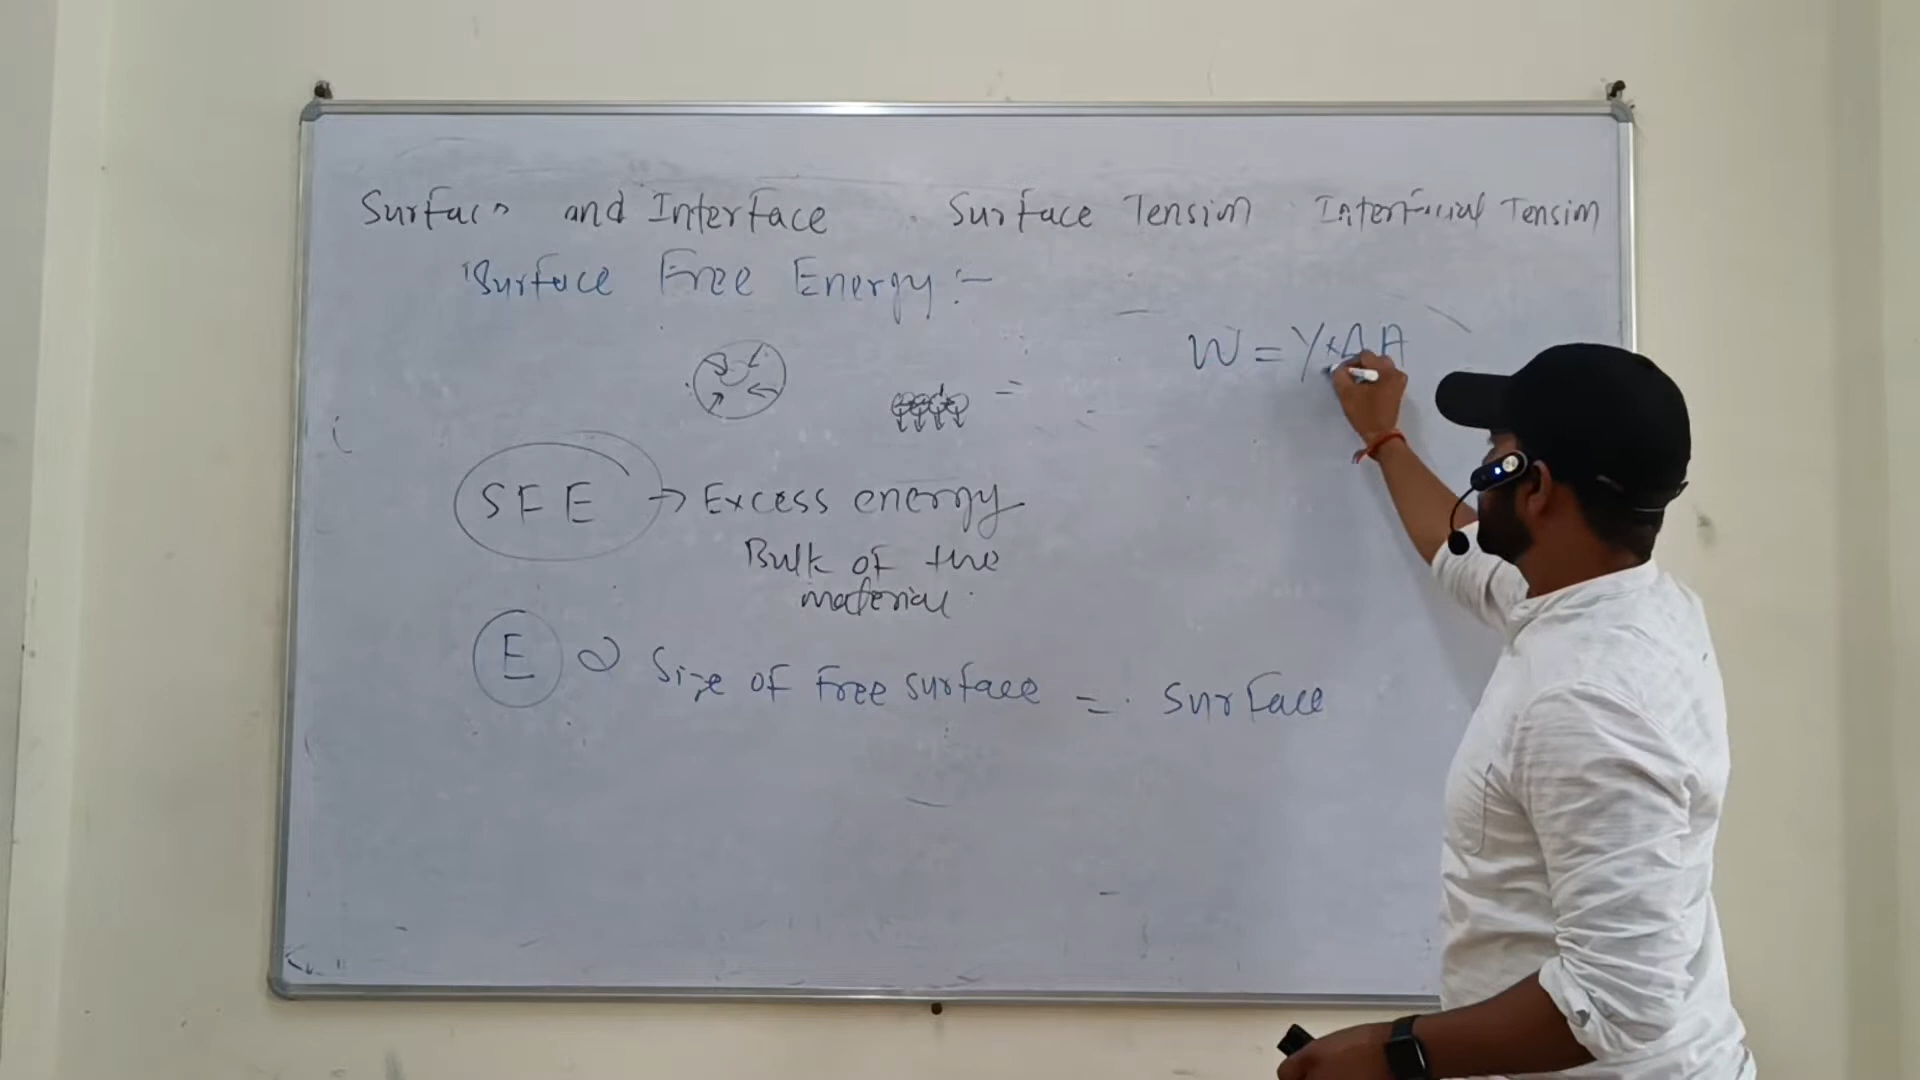 Surface and Interface Surface Tension Interfacial Tension
Surface Free Energy :-
W = γ × Δ A
=
SFE → Excess energy
Bulk of the
material
E ∝ Size of Free surface = Surface